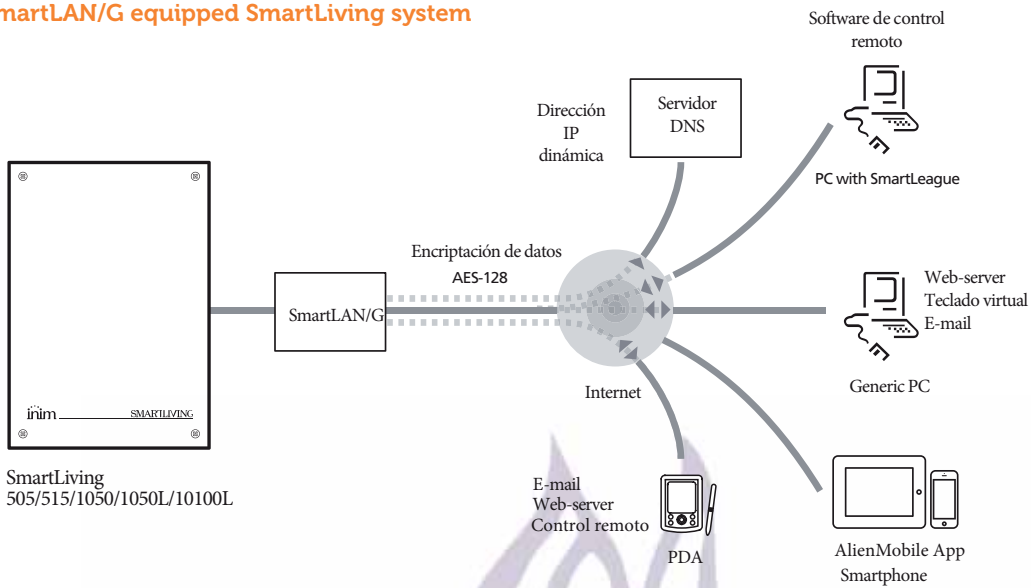 SmartLAN/G equipped SmartLiving system
Software de control
remoto
Servidor
DNS
Dirección
IP
dinámica
PC with SmartLeague
Encriptación de datos
AES-128
SmartLAN/G
Web-server
Teclado virtual
E-mail
Generic PC
Internet
inim
SMARTLIVING
SmartLiving
505/515/1050/1050L/10100L
E-mail
Web-server
Control remoto
PDA
AlienMobile App
Smartphone